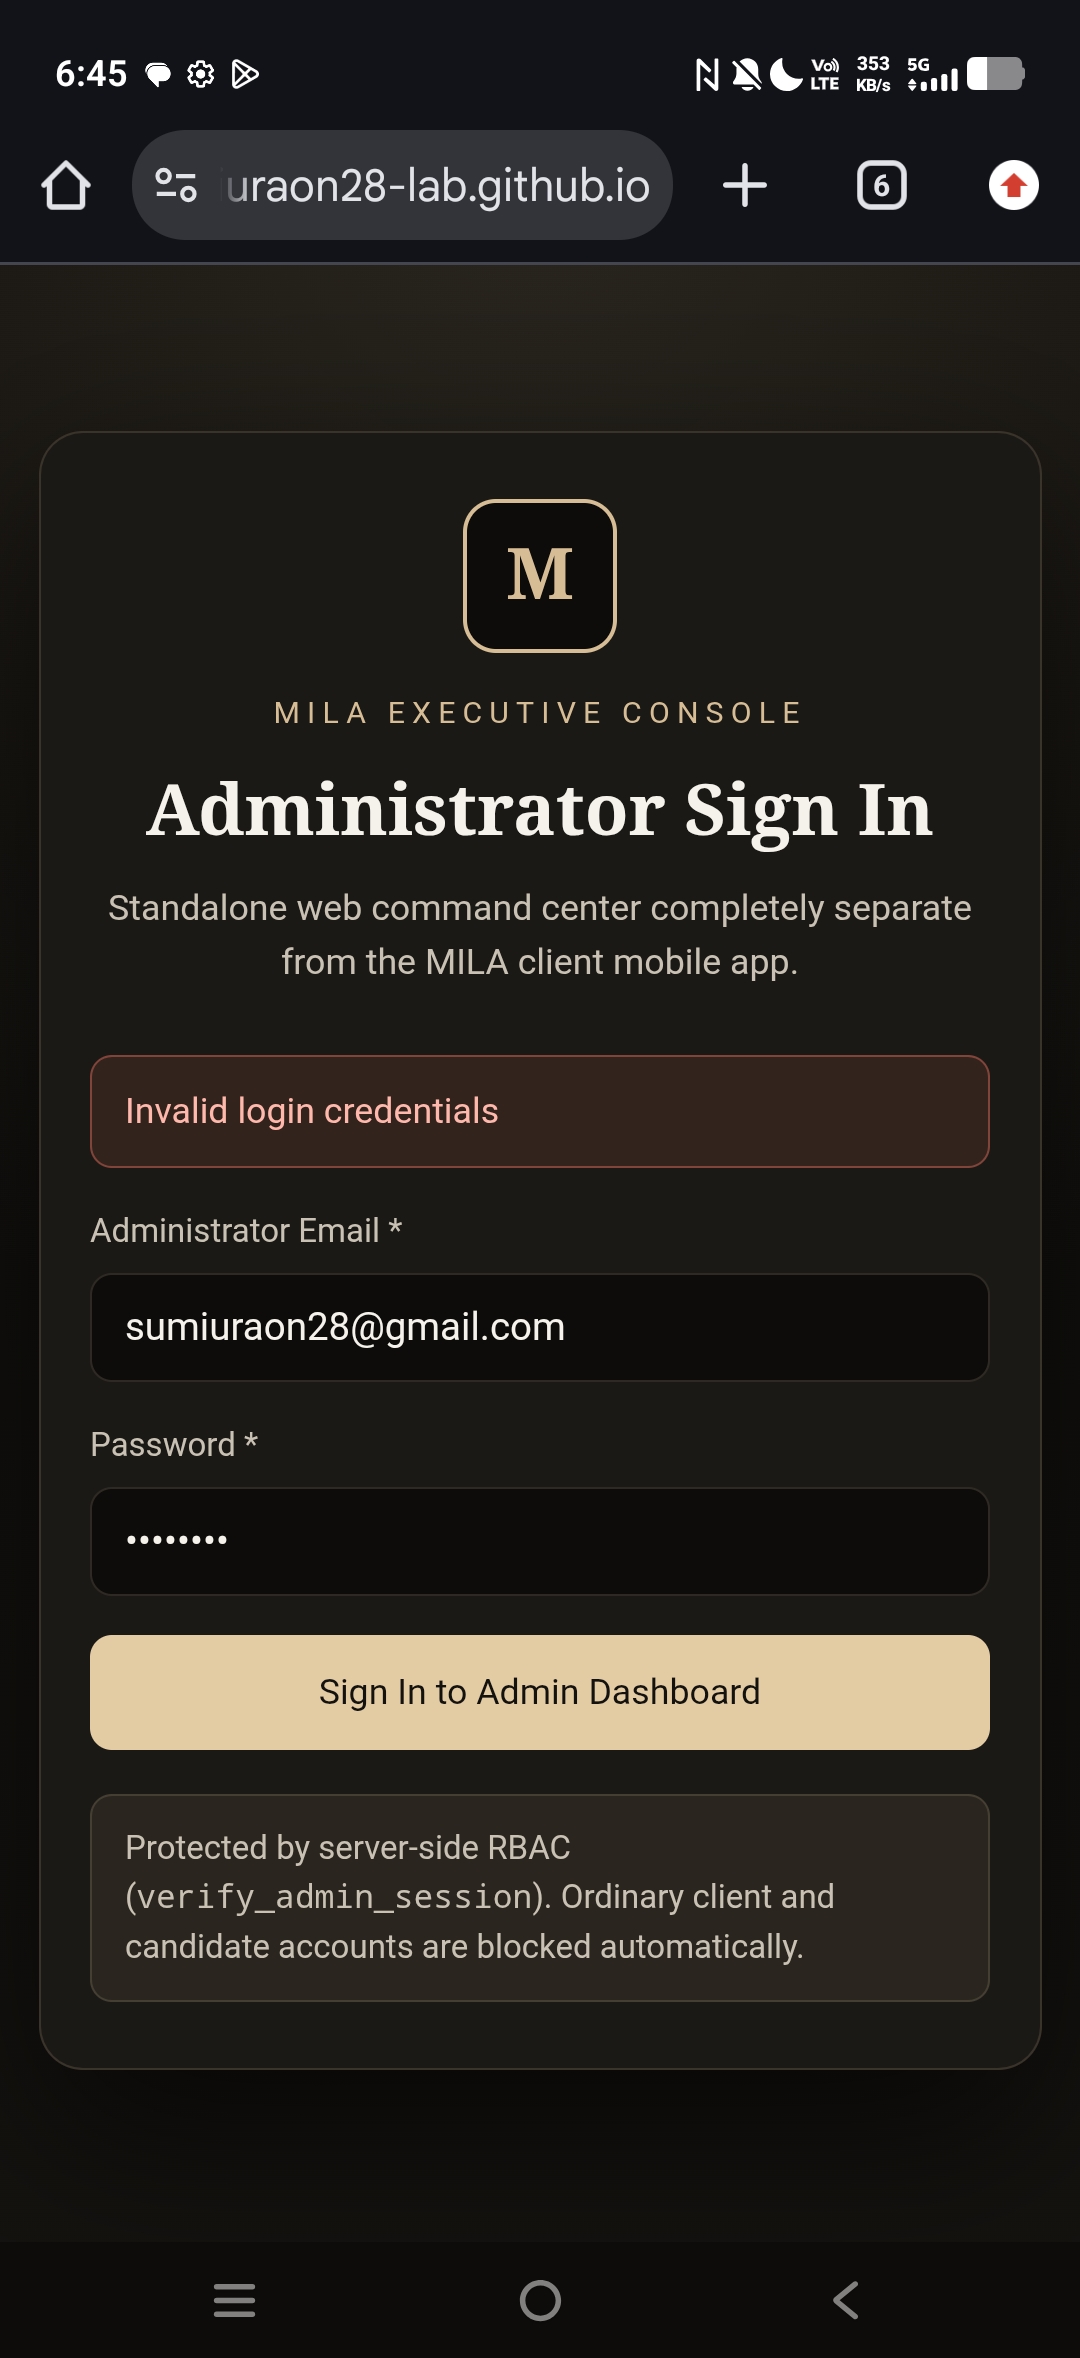 6:45
Vo)) LTE
353 KB/s
5G
uraon28-lab.github.io
6
M
MILA EXECUTIVE CONSOLE
Administrator Sign In
Standalone web command center completely separate
from the MILA client mobile app.
Invalid login credentials
Administrator Email *
sumiuraon28@gmail.com
Password *
••••••••
Sign In to Admin Dashboard
Protected by server-side RBAC
(verify_admin_session). Ordinary client and
candidate accounts are blocked automatically.